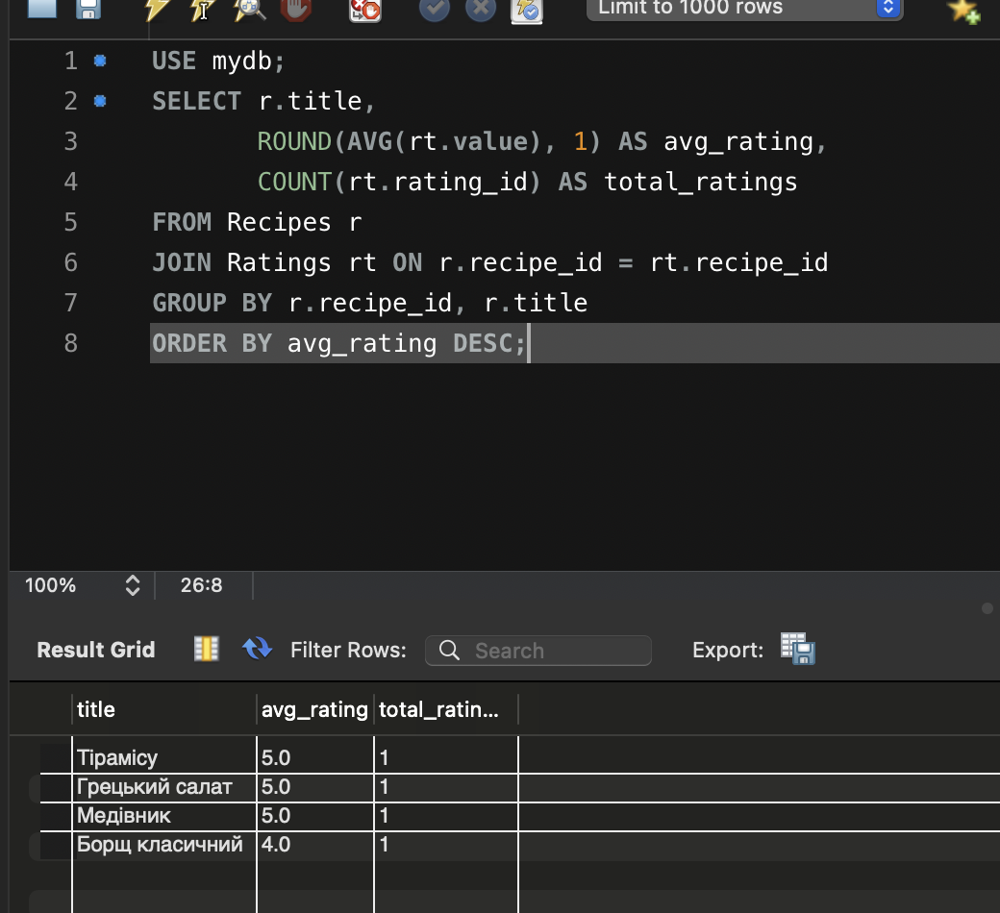 Limit to 1000 rows
1 USE mydb;
2 SELECT r.title,
3 ROUND(AVG(rt.value), 1) AS avg_rating,
4 COUNT(rt.rating_id) AS total_ratings
5 FROM Recipes r
6 JOIN Ratings rt ON r.recipe_id = rt.recipe_id
7 GROUP BY r.recipe_id, r.title
8 ORDER BY avg_rating DESC;
100% 26:8
Result Grid Filter Rows: Search Export:
title avg_rating total_ratin...
Тірамісу 5.0 1
Грецький салат 5.0 1
Медівник 5.0 1
Борщ класичний 4.0 1